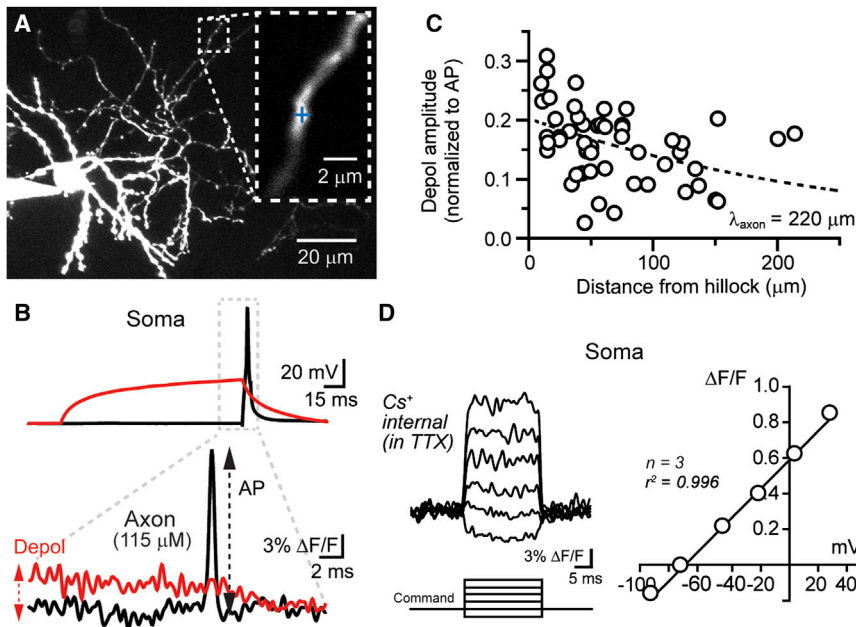 A
2 µm
20 µm
B
Soma
20 mV
15 ms
AP
Axon
(115 µM)
Depol
3% ΔF/F
2 ms
C
Depol amplitude
(normalized to AP)
0.3
0.2
0.1
0.0
λaxon = 220 µm
0
100
200
Distance from hillock (µm)
D
Soma
Cs+
internal
(in TTX)
3% ΔF/F
5 ms
Command
ΔF/F
1.0
0.8
0.6
0.4
0.2
n = 3
r2 = 0.996
mV
-100
-80
-60
-40
-20
20
40